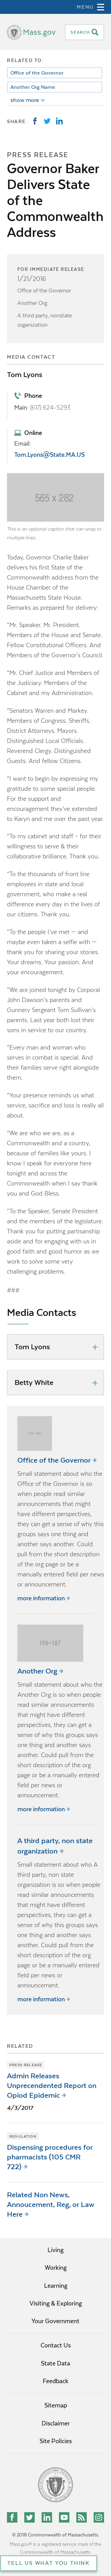 MENU
Mass.gov
SEARCH
RELATED TO
Office of the Governor
Another Org Name
show more
SHARE:
PRESS RELEASE
Governor Baker
Delivers State
of the
Commonwealth
Address
FOR IMMEDIATE RELEASE:
1/21/2016
Office of the Governor
Another Org
A third party, nonstate
organization
MEDIA CONTACT
Tom Lyons
Phone
Main: (617) 624-5293
Online
Email:
Tom.Lyons@State.MA.US
565 x 282
This is an optional caption that can wrap to
multiple lines.
Today, Governor Charlie Baker
delivers his first State of the
Commonwealth address from
the House Chamber of the
Massachusetts State House.
Remarks as prepared for delivery:
"Mr. Speaker. Mr. President.
Members of the House and Senate.
Fellow Constitutional Officers. And
Members of the Governor's Council.
"Mr. Chief Justice and Members of
the Judiciary. Members of the
Cabinet and my Administration.
"Senators Warren and Markey.
Members of Congress. Sheriffs.
District Attorneys. Mayors.
Distinguished Local Officials.
Reverend Clergy. Distinguished
Guests. And fellow Citizens.
"I want to begin by expressing my
gratitude to some special people:
For the support and
encouragement I've received from
my wife Lauren and my family.
"To my cabinet and staff - for their
willingness to serve & their
collaborative brilliance. Thank you.
"To the thousands of front line
employees in state and local
government, who make a real
difference every day in the lives of
our citizens. Thank you.
"To the people I've met – who
made me better – thank you for
sharing your stories. Your wisdom.
Your dreams. Your passion. And
your encouragement.
"We are joined tonight by Corporal
John Dawson's parents and
Gunnery Sergeant Tom Sullivan's
parents. In this past year, we lost
them, and their lost their beloved
sons in service to our country.
"Every man and woman who
serves in combat is special. And
their families serve right alongside
them.
"Your presence reminds us what
service, sacrifice and loss is really all
about.
"We are who we are, as a
Commonwealth and a country,
because of families like yours. I
know I speak for everyone here
tonight and across the
Commonwealth when I say thank
you and God Bless.
"To the Speaker, Senate President
and the members of the legislature.
Thank you for putting us to work.
And for engaging with us in the
hard and good work of progress as
we work to solve some very
challenging problems.
###
Media Contacts
Tom Lyons
Betty White
Office of the Governor
Small statement about who the
Office of the Governor is so
when people read similar
announcements that might
have different perspectives,
they can get a sense of why this
groups says one thing and
another says another. Could
pull from the short description
of the org page or be a
manually entered field per news
or announcement.
more information
195×167
Another Org
Small statement about who the
Another Org is so when people
read similar announcements
that might have different
perspectives, they can get a
sense of why this groups says
one thing and another says
another. Could pull from the
short description of the org
page or be a manually entered
field per news or
announcement.
more information
A third party, non state
organization
Small statement about who A
third party, non state
organization is so when people
read similar announcements
that might have different
perspectives, they can get a
sense of why this groups says
one thing and another says
another. Could pull from the
short description of the org
page or be a manually entered
field per news or
announcement.
more information
RELATED
PRESS RELEASE
Admin Releases
Unprecendented Report on
Opiod Epidemic
4/3/2017
REGULATION
Dispensing procedures for
pharmacists (105 CMR
722)
Related Non News,
Annoucement, Reg, or Law
Here
Living
Working
Learning
Visiting & Exploring
Your Government
Contact Us
State Data
Feedback
Sitemap
Disclaimer
Site Policies
© 2018 Commonwealth of Massachusetts.
Mass.gov® is a registered service mark of the
Commonwealth of Massachusetts.
TELL US WHAT YOU THINK